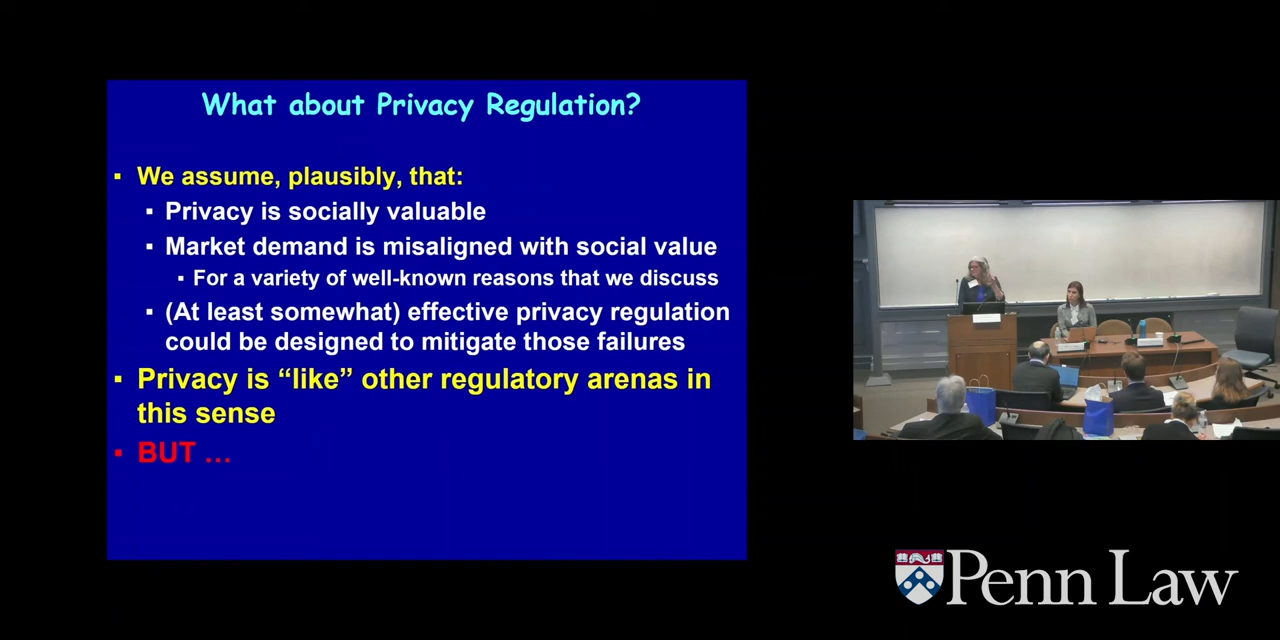 What about Privacy Regulation?
▪ We assume, plausibly, that:
▪ Privacy is socially valuable
▪ Market demand is misaligned with social value
▪ For a variety of well-known reasons that we discuss
▪ (At least somewhat) effective privacy regulation
could be designed to mitigate those failures
▪ Privacy is “like” other regulatory arenas in
this sense
▪ BUT …
Penn Law